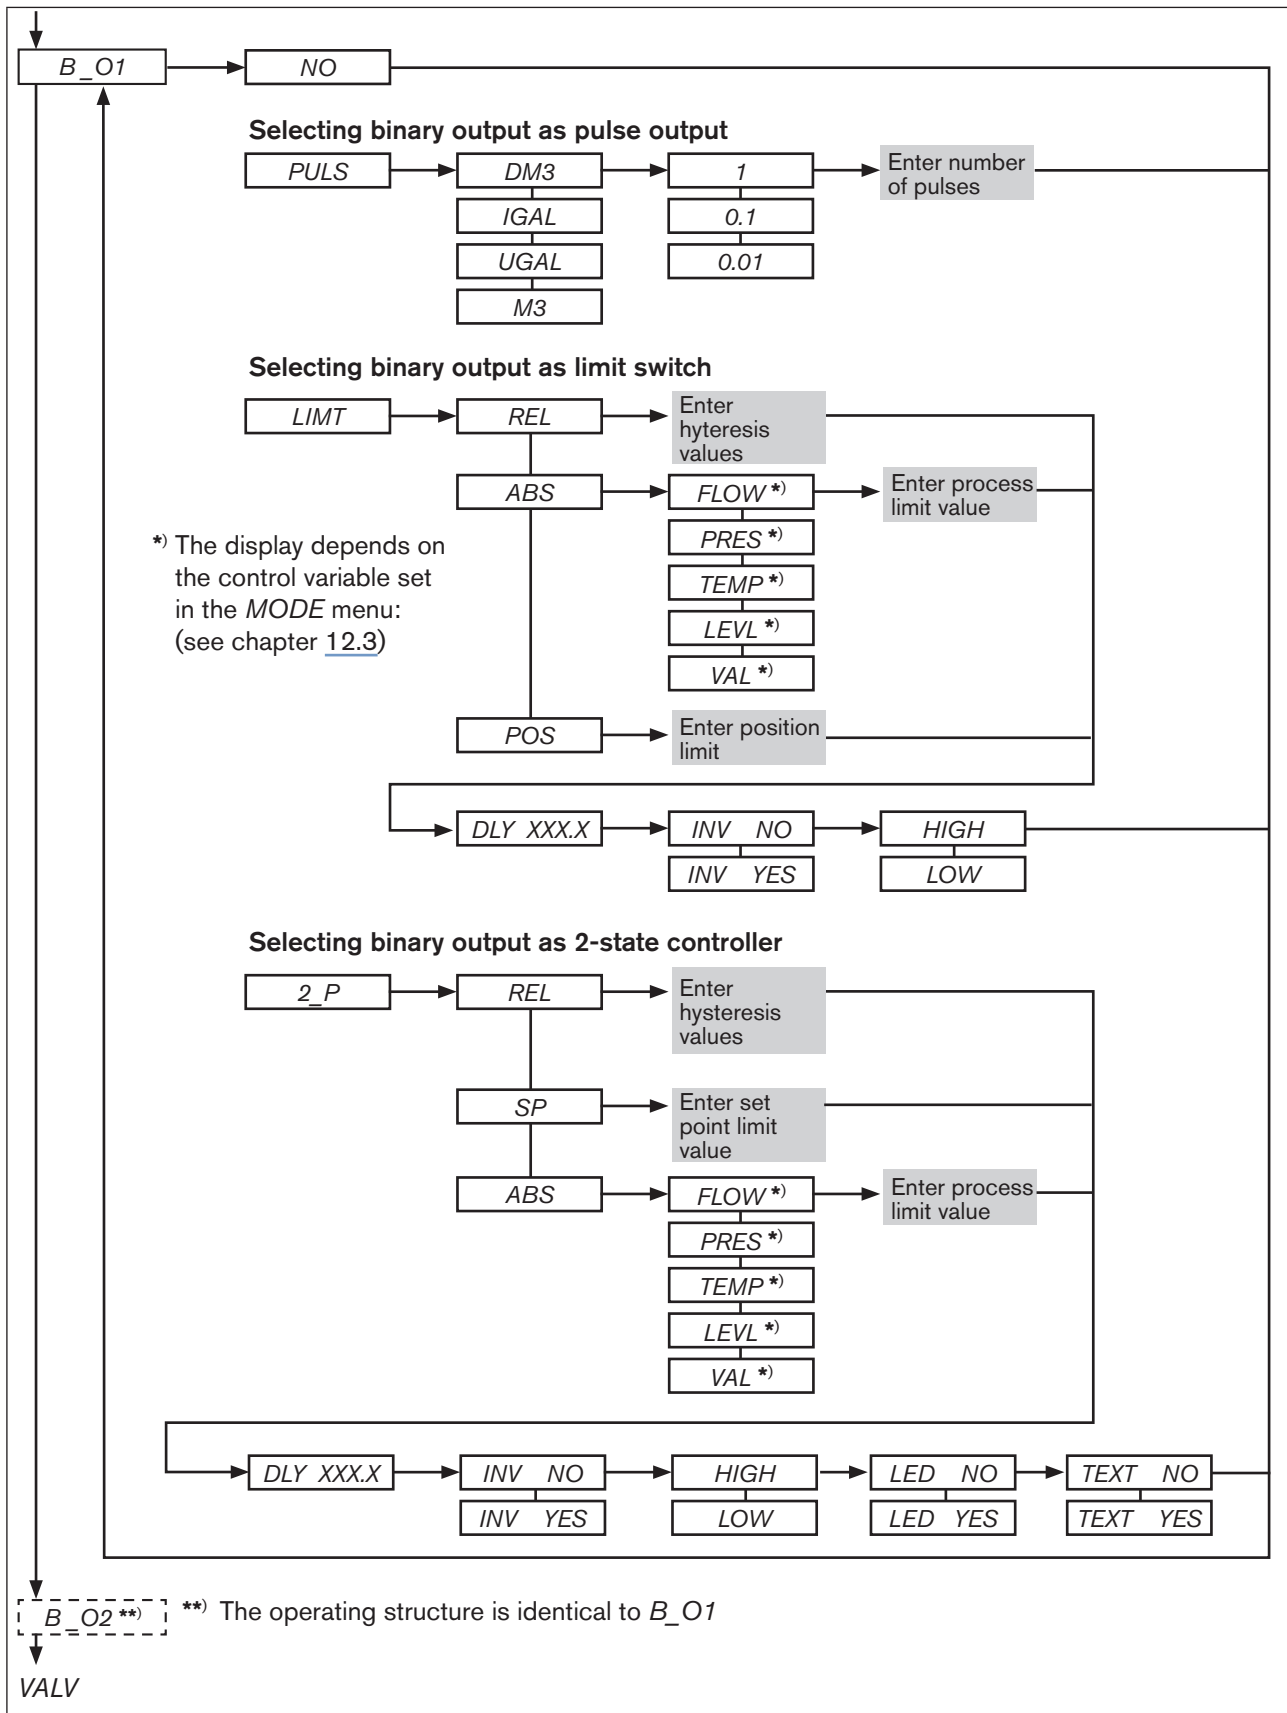 B_O1
NO
Selecting binary output as pulse output
PULS
DM3
1
Enter number
of pulses
IGAL
0.1
UGAL
0.01
M3
Selecting binary output as limit switch
LIMT
REL
Enter
hyteresis
values
ABS
FLOW *)
Enter process
limit value
PRES *)
TEMP *)
LEVL *)
VAL *)
*) The display depends on
the control variable set
in the MODE menu:
(see chapter 12.3)
POS
Enter position
limit
DLY XXX.X
INV NO
HIGH
INV YES
LOW
Selecting binary output as 2-state controller
2_P
REL
Enter
hysteresis
values
SP
Enter set
point limit
value
ABS
FLOW *)
Enter process
limit value
PRES *)
TEMP *)
LEVL *)
VAL *)
DLY XXX.X
INV NO
HIGH
LED NO
TEXT NO
INV YES
LOW
LED YES
TEXT YES
B_O2 **)
**) The operating structure is identical to B_O1
VALV